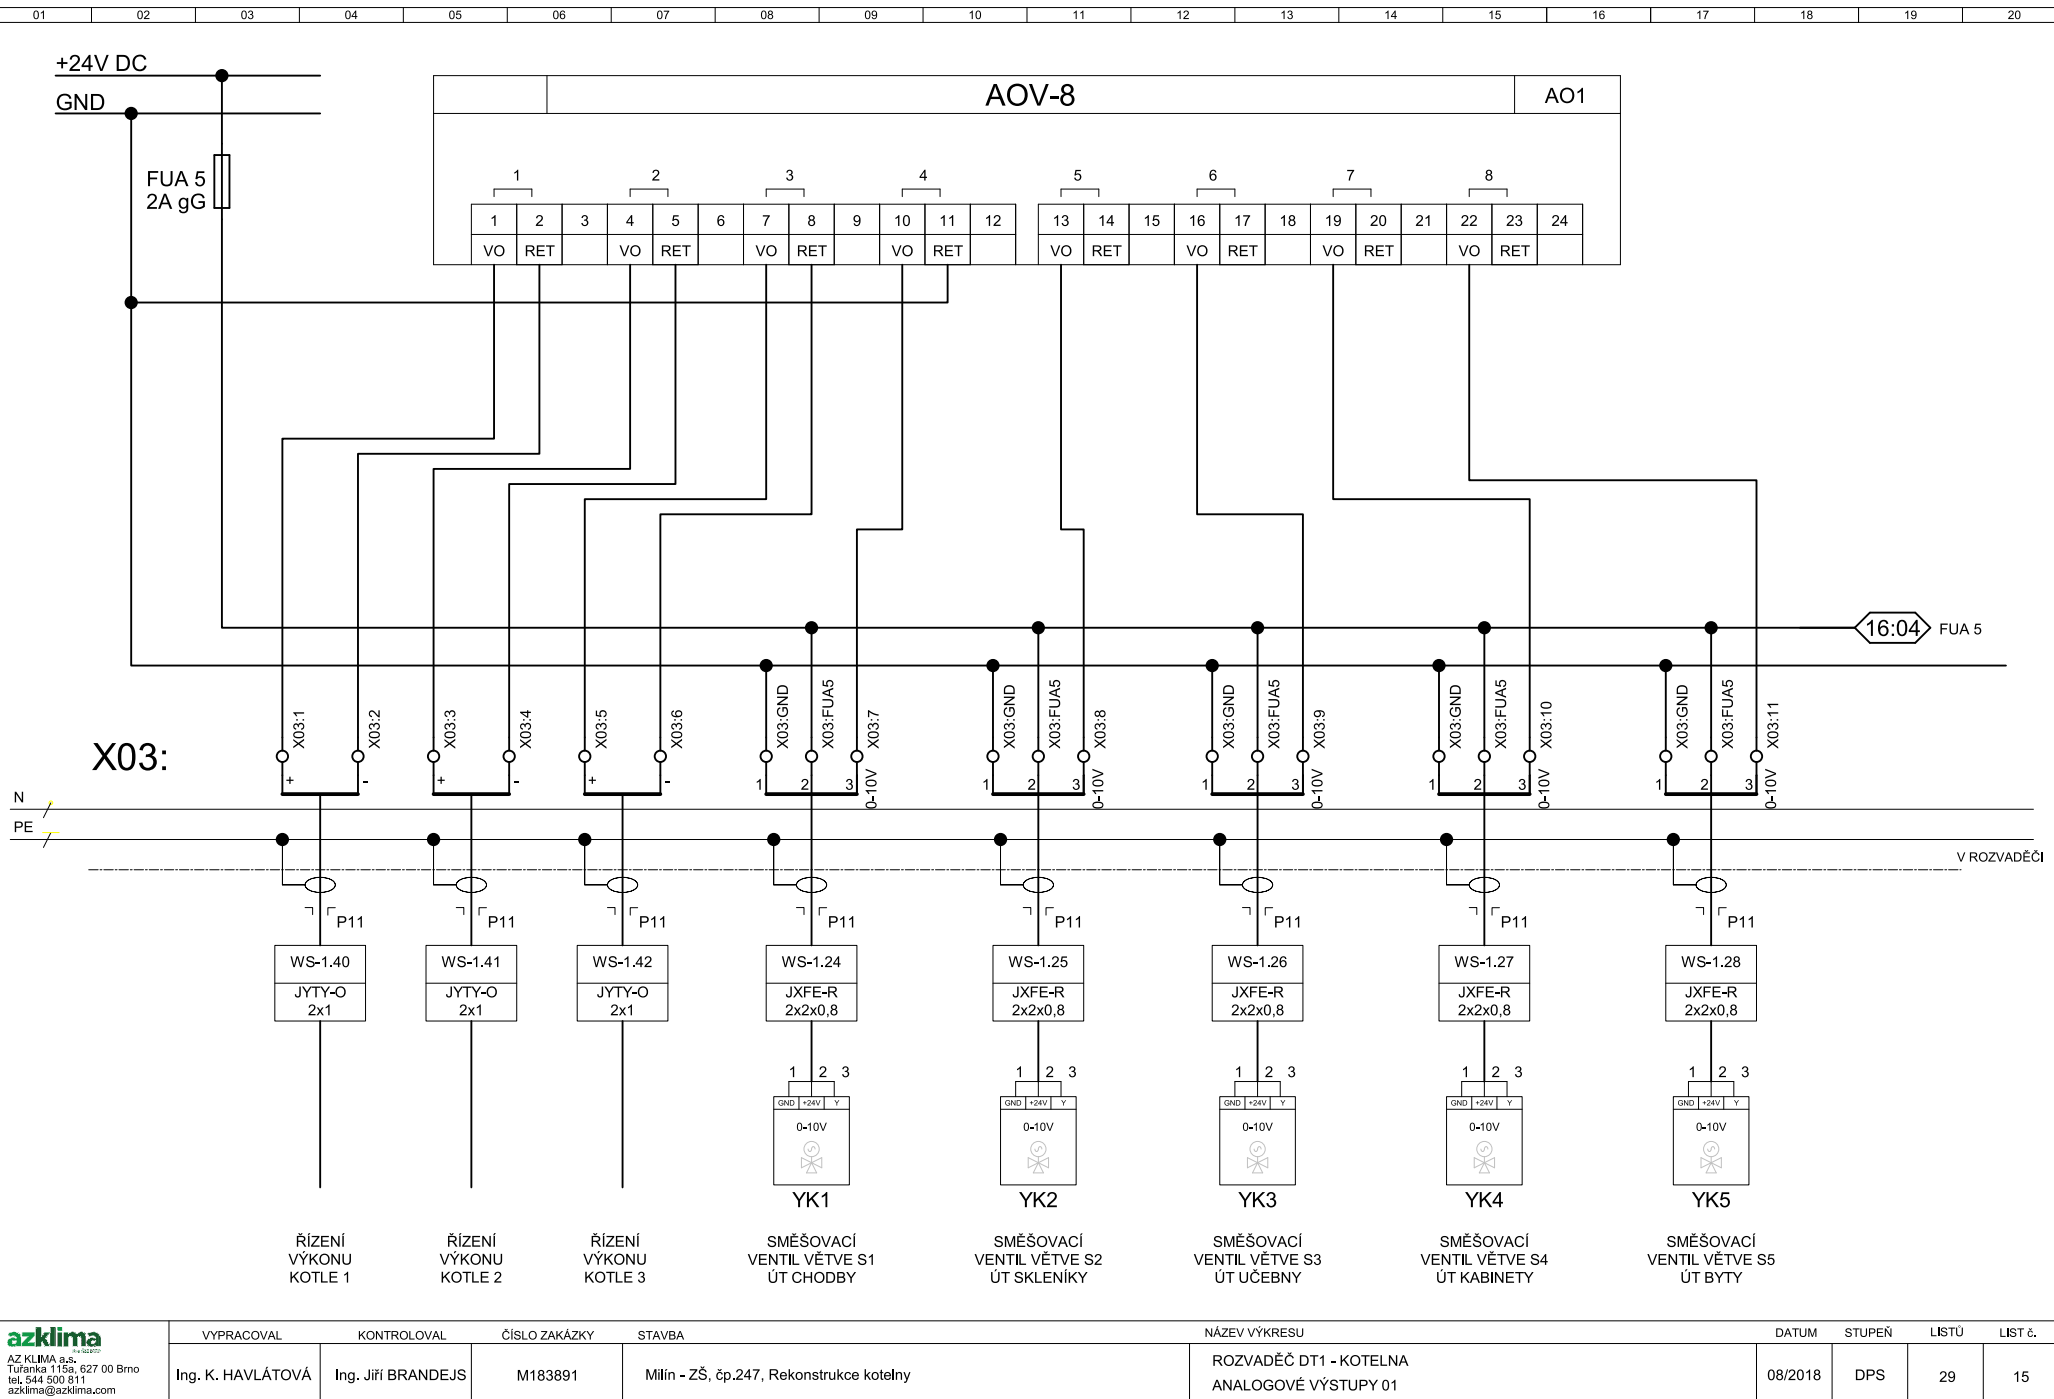 01 02 03 04 05 06 07 08 09 10 11 12 13 14 15 16 17 18 19 20
+24V DC
GND
AOV-8 AO1
FUA 5
2A gG
1 2 3 4 5 6 7 8
1 2 3 4 5 6 7 8 9 10 11 12 13 14 15 16 17 18 19 20 21 22 23 24
VO RET VO RET VO RET VO RET VO RET VO RET VO RET VO RET
16:04 FUA 5
X03:
X03:1 X03:2 X03:3 X03:4 X03:5 X03:6 X03:GND X03:FUA5 X03:7 X03:GND X03:FUA5 X03:8 X03:GND X03:FUA5 X03:9 X03:GND X03:FUA5 X03:10 X03:GND X03:FUA5 X03:11
+ - + - + - 1 2 3 1 2 3 1 2 3 1 2 3 1 2 3
0-10V 0-10V 0-10V 0-10V 0-10V
N
PE
V ROZVADĚČI
P11 P11 P11 P11 P11 P11 P11 P11
WS-1.40 WS-1.41 WS-1.42 WS-1.24 WS-1.25 WS-1.26 WS-1.27 WS-1.28
JYTY-O JYTY-O JYTY-O JXFE-R JXFE-R JXFE-R JXFE-R JXFE-R
2x1 2x1 2x1 2x2x0,8 2x2x0,8 2x2x0,8 2x2x0,8 2x2x0,8
1 2 3 1 2 3 1 2 3 1 2 3 1 2 3
GND +24V Y GND +24V Y GND +24V Y GND +24V Y GND +24V Y
0-10V 0-10V 0-10V 0-10V 0-10V
YK1 YK2 YK3 YK4 YK5
ŘÍZENÍ ŘÍZENÍ ŘÍZENÍ SMĚŠOVACÍ SMĚŠOVACÍ SMĚŠOVACÍ SMĚŠOVACÍ SMĚŠOVACÍ
VÝKONU VÝKONU VÝKONU VENTIL VĚTVE S1 VENTIL VĚTVE S2 VENTIL VĚTVE S3 VENTIL VĚTVE S4 VENTIL VĚTVE S5
KOTLE 1 KOTLE 2 KOTLE 3 ÚT CHODBY ÚT SKLENÍKY ÚT UČEBNY ÚT KABINETY ÚT BYTY
azklima
AZ KLIMA a.s.
Tuřanka 115a, 627 00 Brno
tel. 544 500 811
azklima@azklima.com
VYPRACOVAL KONTROLOVAL ČÍSLO ZAKÁZKY STAVBA NÁZEV VÝKRESU DATUM STUPEŇ LISTŮ LIST č.
Ing. K. HAVLÁTOVÁ Ing. Jiří BRANDEJS M183891 Milín - ZŠ, čp.247, Rekonstrukce kotelny
ROZVADĚČ DT1 - KOTELNA
ANALOGOVÉ VÝSTUPY 01
08/2018 DPS 29 15